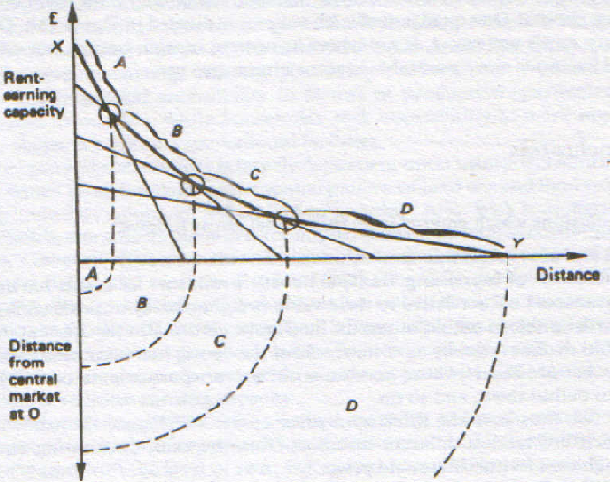 £
X
A
Rent-
earning
capacity
B
C
D
Y
A
Distance
B
Distance
from
central
market
at O
C
D